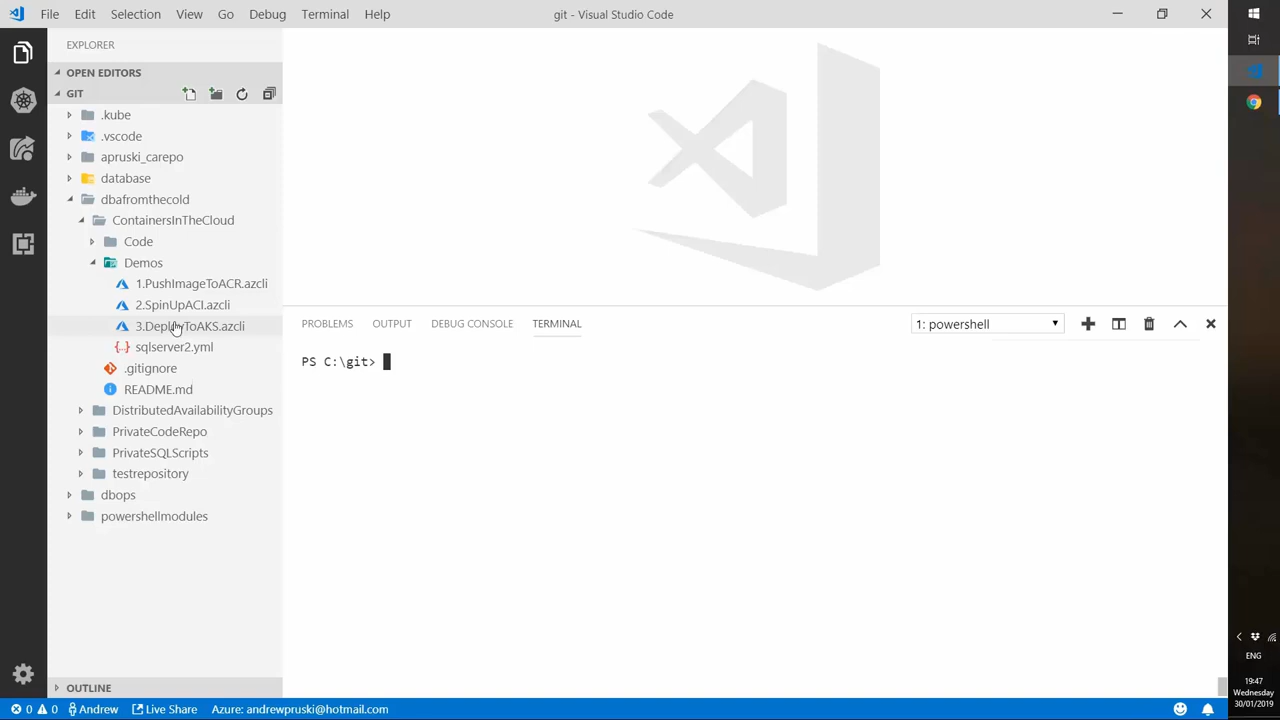 File Edit Selection View Go Debug Terminal Help
git - Visual Studio Code
EXPLORER
OPEN EDITORS
GIT
.kube
.vscode
apruski_carepo
database
dbafromthecold
ContainersInTheCloud
Code
Demos
1.PushImageToACR.azcli
2.SpinUpACI.azcli
3.DeployToAKS.azcli
sqlserver2.yml
.gitignore
README.md
DistributedAvailabilityGroups
PrivateCodeRepo
PrivateSQLScripts
testrepository
dbops
powershellmodules
OUTLINE
PROBLEMS OUTPUT DEBUG CONSOLE TERMINAL
1: powershell
PS C:\git>
0 0 Andrew Live Share Azure: andrewpruski@hotmail.com
ENG
19:47
Wednesday
30/01/2019